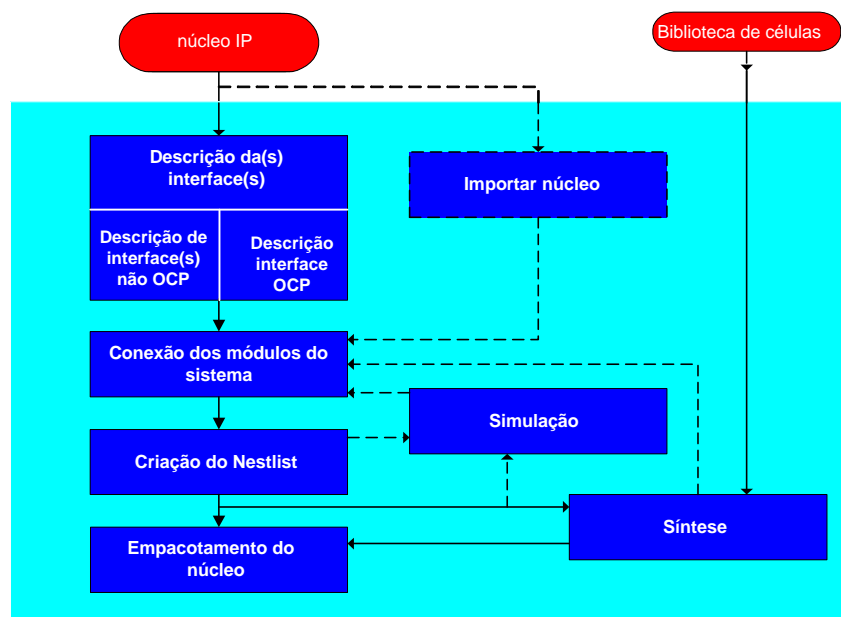 núcleo IP
Biblioteca de células
Descrição da(s)
interface(s)
Importar núcleo
Descrição de
interface(s)
não OCP
Descrição
interface
OCP
Conexão dos módulos do
sistema
Simulação
Criação do Nestlist
Síntese
Empacotamento do
núcleo